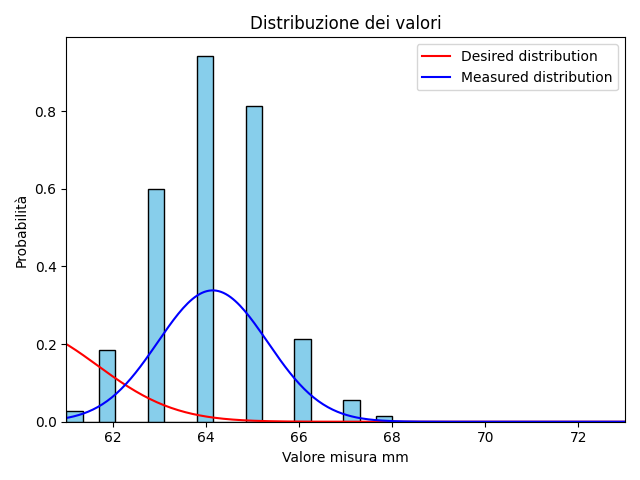 Distribuzione dei valori
Desired distribution
Measured distribution
Probabilità
0.8
0.6
0.4
0.2
0.0
62 64 66 68 70 72
Valore misura mm